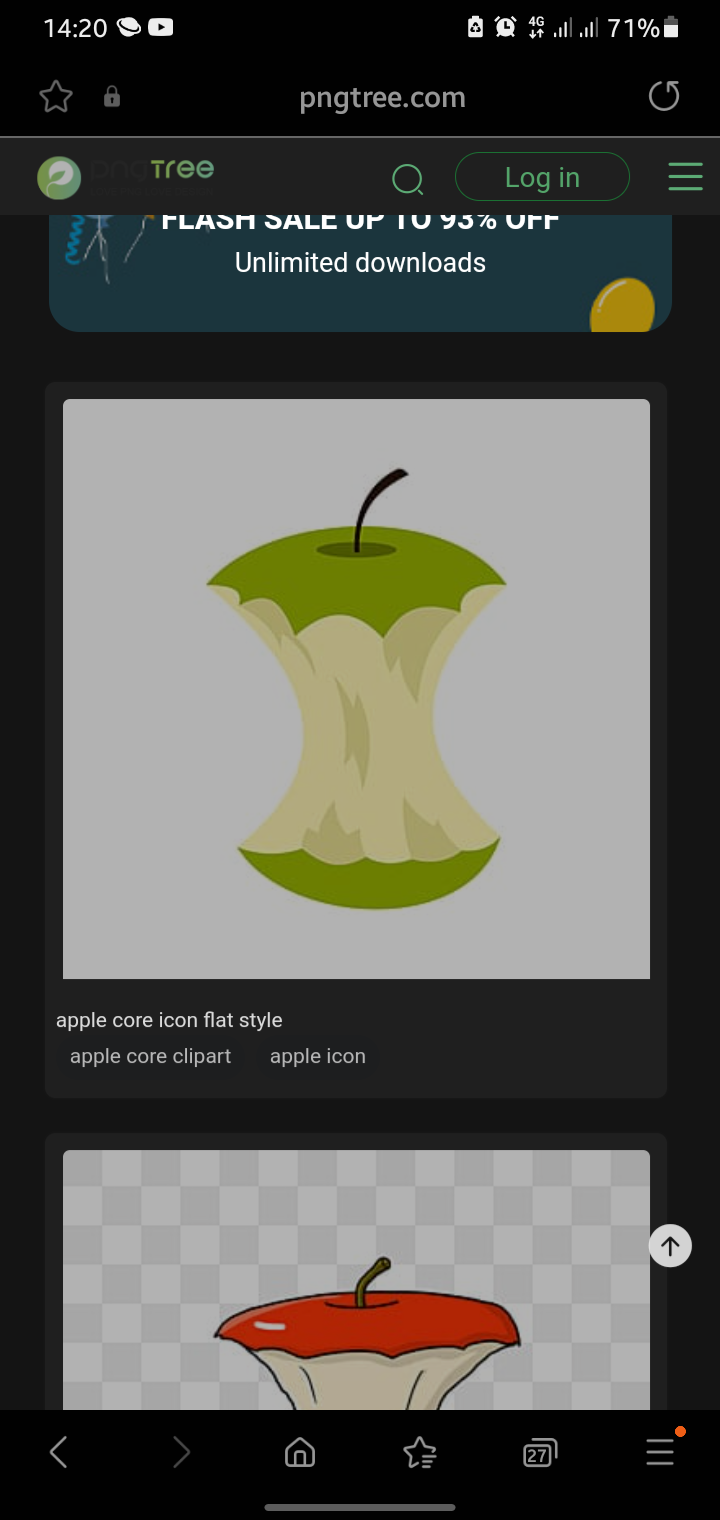 14:20
4G
71%
pngtree.com
pngTree
Log in
FLASH SALE UP TO 93% OFF
Unlimited downloads
apple core icon flat style
apple core clipart apple icon
27